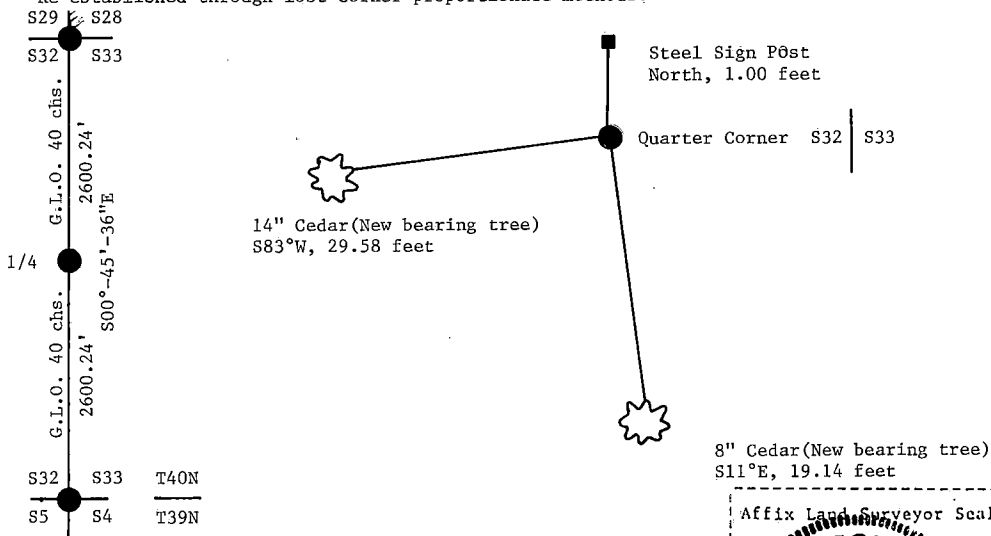 Re-established through lost corner proportionate methods.
S29 S28
S32 S33
G.L.O. 40 chs.
2600.24'
S00°-45'-36"E
1/4
G.L.O. 40 chs.
2600.24'
S32 S33 T40N
S5 S4 T39N
Steel Sign Post
North, 1.00 feet
Quarter Corner S32 S33
14" Cedar(New bearing tree)
S83°W, 29.58 feet
8" Cedar(New bearing tree)
S11°E, 19.14 feet
Affix Land Surveyor Seal